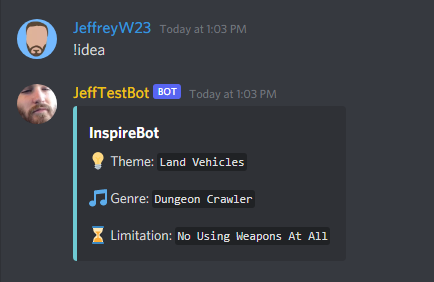 JeffreyW23 Today at 1:03 PM
!idea
JeffTestBot BOT Today at 1:03 PM
InspireBot
Theme: Land Vehicles
Genre: Dungeon Crawler
Limitation: No Using Weapons At All